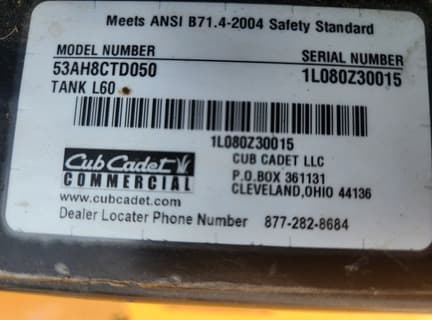 Meets ANSI B71.4-2004 Safety Standard
MODEL NUMBER SERIAL NUMBER
53AH8CTD050 1L080Z30015
TANK L60
1L080Z30015
Cub Cadet
COMMERCIAL
www.cubcadet.com
CUB CADET LLC
P.O.BOX 361131
CLEVELAND,OHIO 44136
Dealer Locater Phone Number 877-282-8684